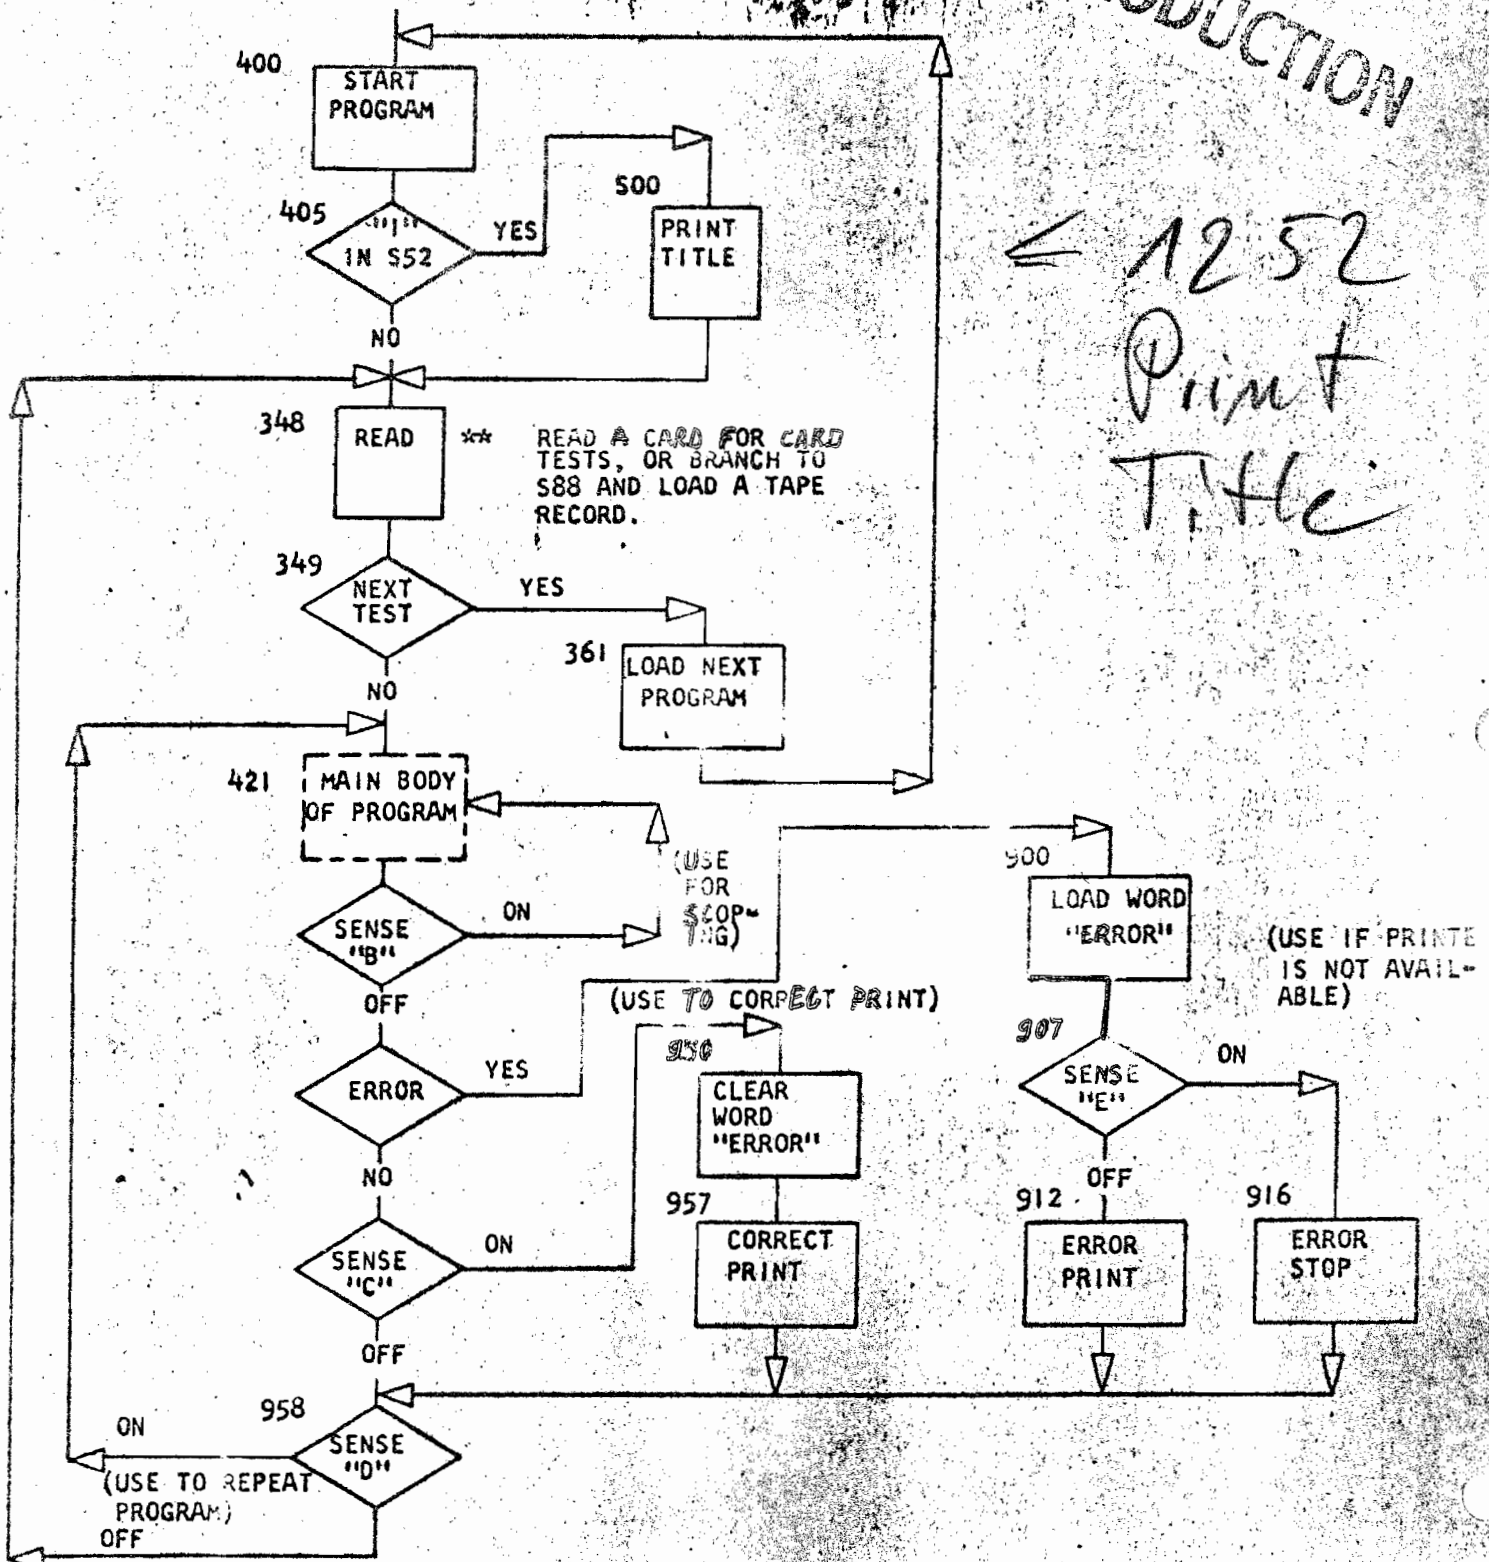 400
START
PROGRAM
405
"1"
IN S52
YES
NO
500
PRINT
TITLE
≤ 1252
Print
Title
348
READ
** READ A CARD FOR CARD
TESTS, OR BRANCH TO
S88 AND LOAD A TAPE
RECORD.
349
NEXT
TEST
YES
NO
361
LOAD NEXT
PROGRAM
421
MAIN BODY
OF PROGRAM
(USE
FOR
SCOP-
ING)
SENSE
"B"
ON
OFF
ERROR
YES
NO
900
LOAD WORD
"ERROR"
(USE IF PRINTE
IS NOT AVAIL-
ABLE)
(USE TO CORRECT PRINT)
950
CLEAR
WORD
"ERROR"
957
CORRECT
PRINT
907
SENSE
"E"
ON
OFF
912
ERROR
PRINT
916
ERROR
STOP
SENSE
"C"
ON
OFF
958
SENSE
"D"
ON
(USE TO REPEAT
PROGRAM)
OFF